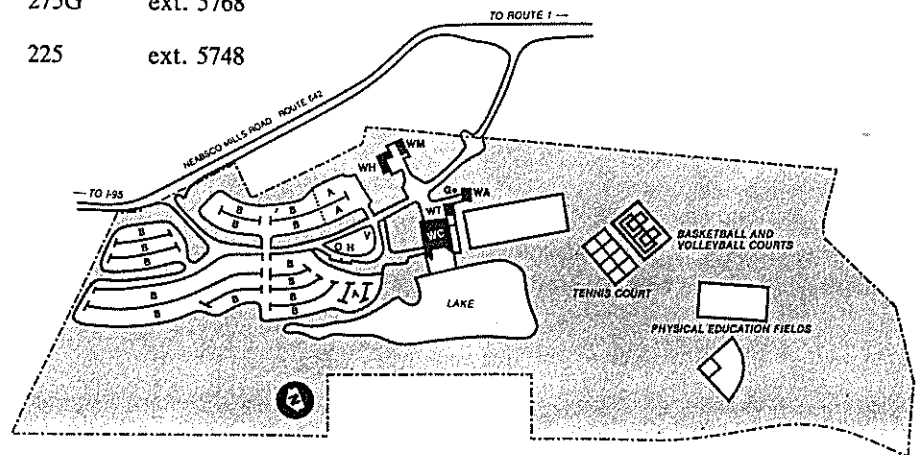 275G ext. 5768
225 ext. 5748
TO ROUTE 1
NEABSCO MILLS ROAD ROUTE 642
TO I-95
WM
WH
WA
WT
WC
A
A
A
V
H
B
B
B
B
B
B
B
B
B
B
B
B
B
LAKE
BASKETBALL AND
VOLLEYBALL COURTS
TENNIS COURT
PHYSICAL EDUCATION FIELDS
N